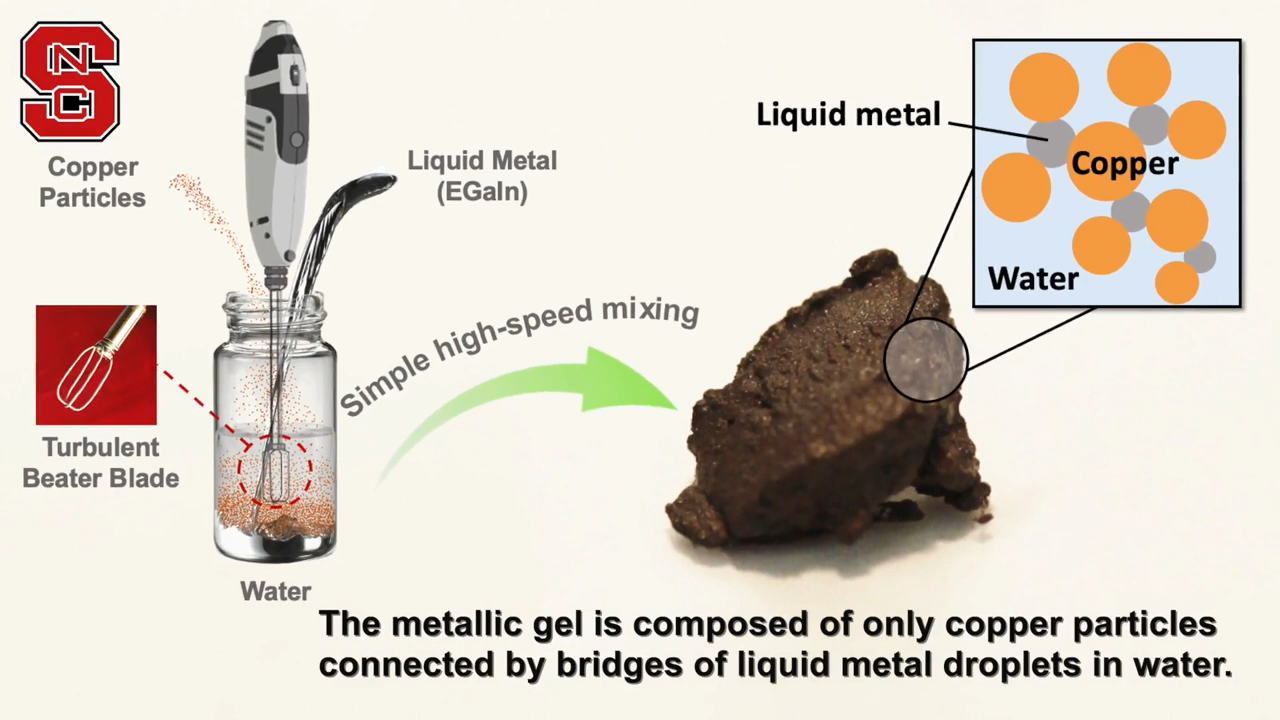 NC
S
Copper
Particles
Liquid Metal
(EGaIn)
Liquid metal
Copper
Water
Simple high-speed mixing
Turbulent
Beater Blade
Water
The metallic gel is composed of only copper particles
connected by bridges of liquid metal droplets in water.